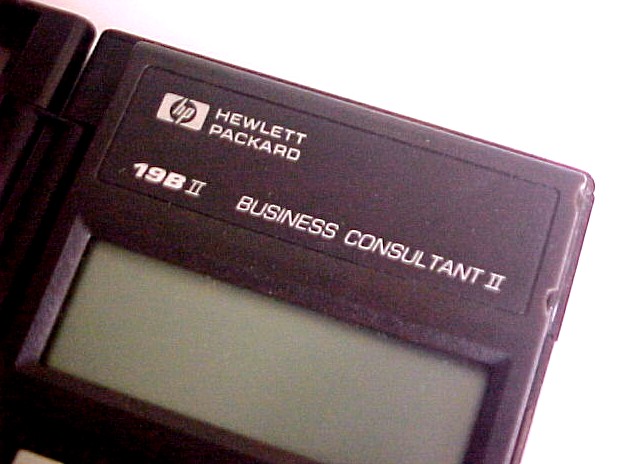 hp HEWLETT
PACKARD
19B II BUSINESS CONSULTANT II